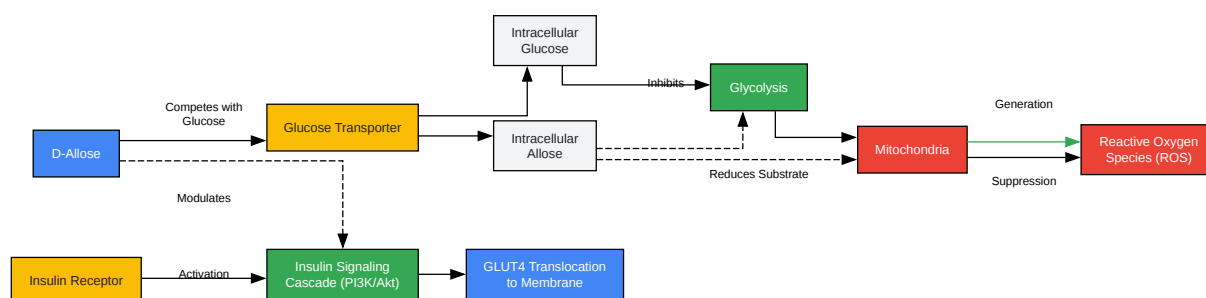 Intracellular
Glucose
Inhibits
Glycolysis
Generation
Competes with
Glucose
Glucose Transporter
D-Allose
Intracellular
Allose
Mitochondria
Reactive Oxygen
Species (ROS)
Reduces Substrate
Suppression
Modulates
Insulin Receptor
Activation
Insulin Signaling
Cascade (PI3K/Akt)
GLUT4 Translocation
to Membrane